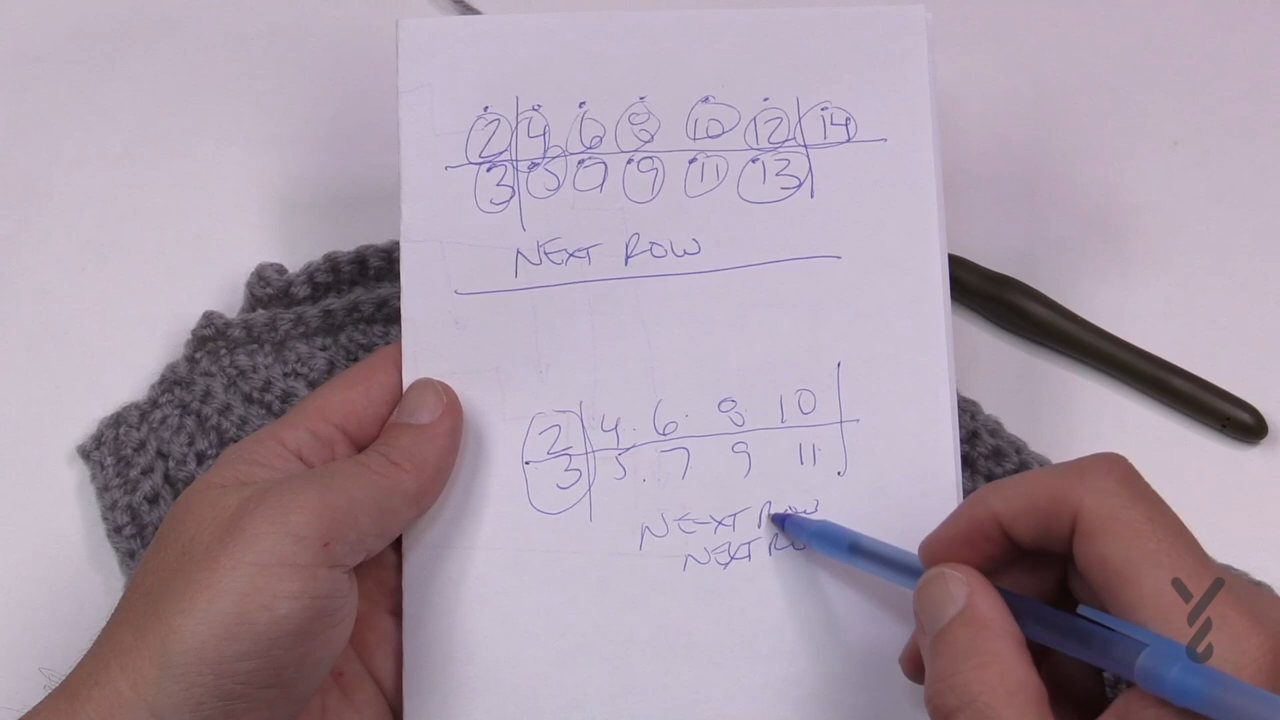 2 4 6 8 10 12 14
3 5 7 9 11 13
NEXT ROW
2 4. 6. 8. 10
3 5. 7 9 11
NEXT ROW
NEXT